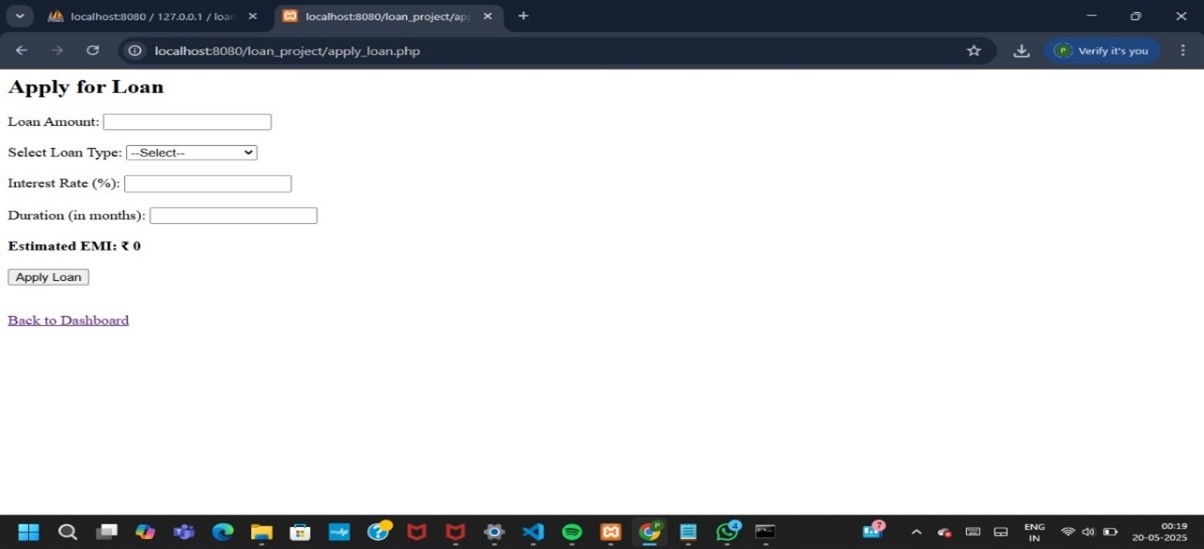 localhost:8080 / 127.0.0.1 / loan
localhost:8080/loan_project/app
localhost:8080/loan_project/apply_loan.php
P Verify it's you
Apply for Loan
Loan Amount:
Select Loan Type: --Select--
Interest Rate (%):
Duration (in months):
Estimated EMI: ₹ 0
Apply Loan
Back to Dashboard
P
4
7
ENG
IN
00:19
20-05-2025